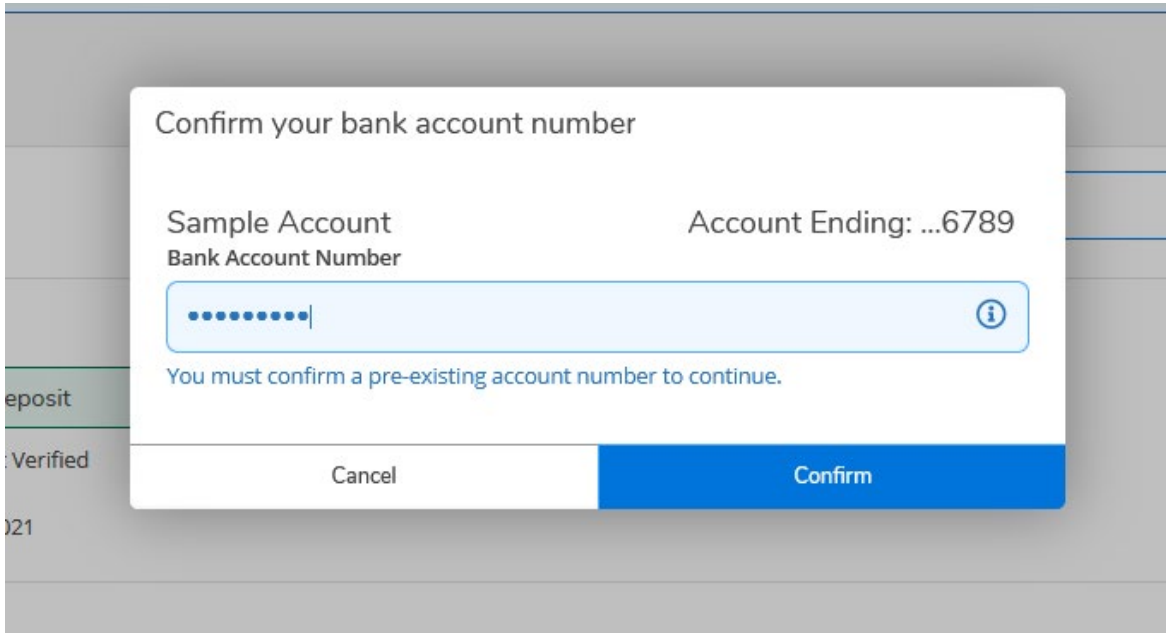 Confirm your bank account number
Sample Account
Account Ending: ...6789
Bank Account Number
•••••••••
You must confirm a pre-existing account number to continue.
eposit
Verified
021
Cancel
Confirm